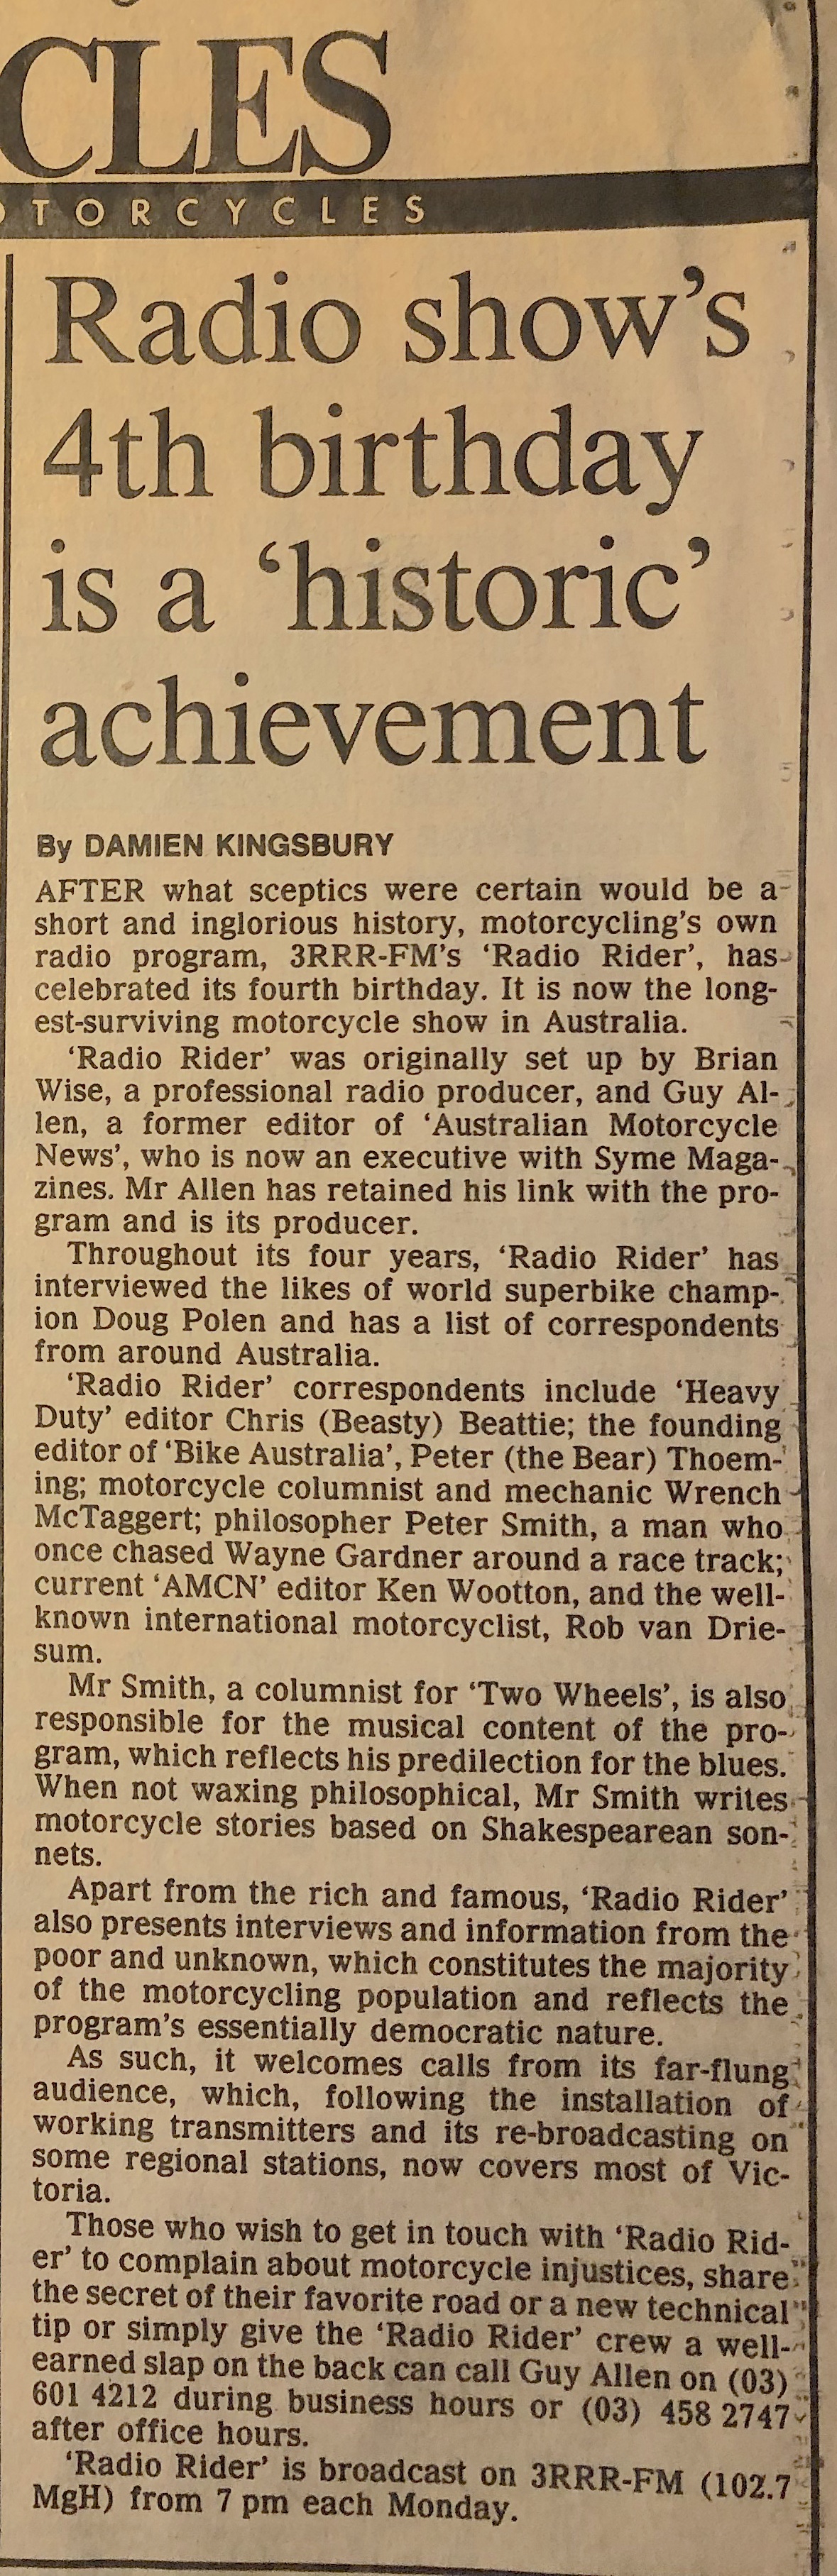 CLES
OTORCYCLES
Radio show’s
4th birthday
is a ‘historic’
achievement
By DAMIEN KINGSBURY
AFTER what sceptics were certain would be a
short and inglorious history, motorcycling’s own
radio program, 3RRR-FM’s ‘Radio Rider’, has
celebrated its fourth birthday. It is now the long-
est-surviving motorcycle show in Australia.
‘Radio Rider’ was originally set up by Brian
Wise, a professional radio producer, and Guy Al-
len, a former editor of ‘Australian Motorcycle
News’, who is now an executive with Syme Maga-
zines. Mr Allen has retained his link with the pro-
gram and is its producer.
Throughout its four years, ‘Radio Rider’ has
interviewed the likes of world superbike champ-
ion Doug Polen and has a list of correspondents
from around Australia.
‘Radio Rider’ correspondents include ‘Heavy
Duty’ editor Chris (Beasty) Beattie; the founding
editor of ‘Bike Australia’, Peter (the Bear) Thoem-
ing; motorcycle columnist and mechanic Wrench
McTaggert; philosopher Peter Smith, a man who
once chased Wayne Gardner around a race track;
current ‘AMCN’ editor Ken Wootton, and the well-
known international motorcyclist, Rob van Drie-
sum.
Mr Smith, a columnist for ‘Two Wheels’, is also
responsible for the musical content of the pro-
gram, which reflects his predilection for the blues.
When not waxing philosophical, Mr Smith writes
motorcycle stories based on Shakespearean son-
nets.
Apart from the rich and famous, ‘Radio Rider’
also presents interviews and information from the
poor and unknown, which constitutes the majority
of the motorcycling population and reflects the
program’s essentially democratic nature.
As such, it welcomes calls from its far-flung
audience, which, following the installation of
working transmitters and its re-broadcasting on
some regional stations, now covers most of Vic-
toria.
Those who wish to get in touch with ‘Radio Rid-
er’ to complain about motorcycle injustices, share
the secret of their favorite road or a new technical
tip or simply give the ‘Radio Rider’ crew a well-
earned slap on the back can call Guy Allen on (03)
601 4212 during business hours or (03) 458 2747
after office hours.
‘Radio Rider’ is broadcast on 3RRR-FM (102.7
MgH) from 7 pm each Monday.